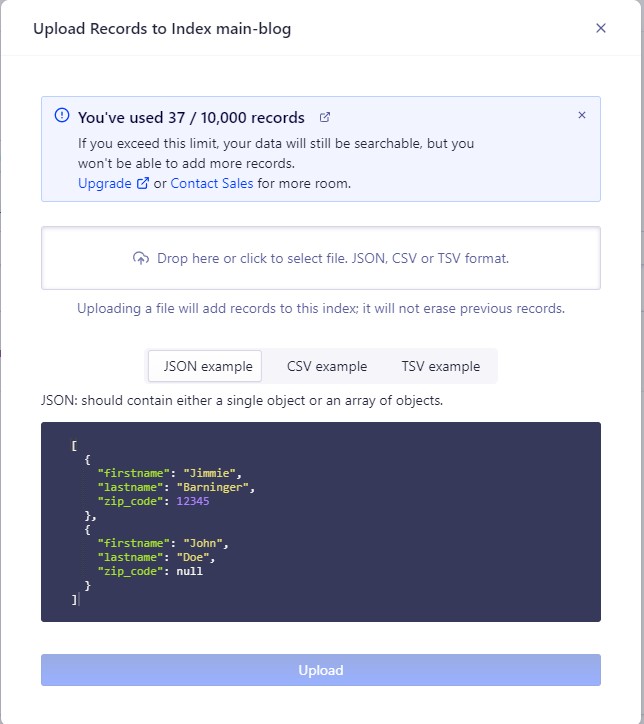 Upload Records to Index main-blog
You've used 37 / 10,000 records
If you exceed this limit, your data will still be searchable, but you
won't be able to add more records.
Upgrade or Contact Sales for more room.
Drop here or click to select file. JSON, CSV or TSV format.
Uploading a file will add records to this index; it will not erase previous records.
JSON example CSV example TSV example
JSON: should contain either a single object or an array of objects.
[
  {
    "firstname": "Jimmie",
    "lastname": "Barninger",
    "zip_code": 12345
  },
  {
    "firstname": "John",
    "lastname": "Doe",
    "zip_code": null
  }
]
Upload